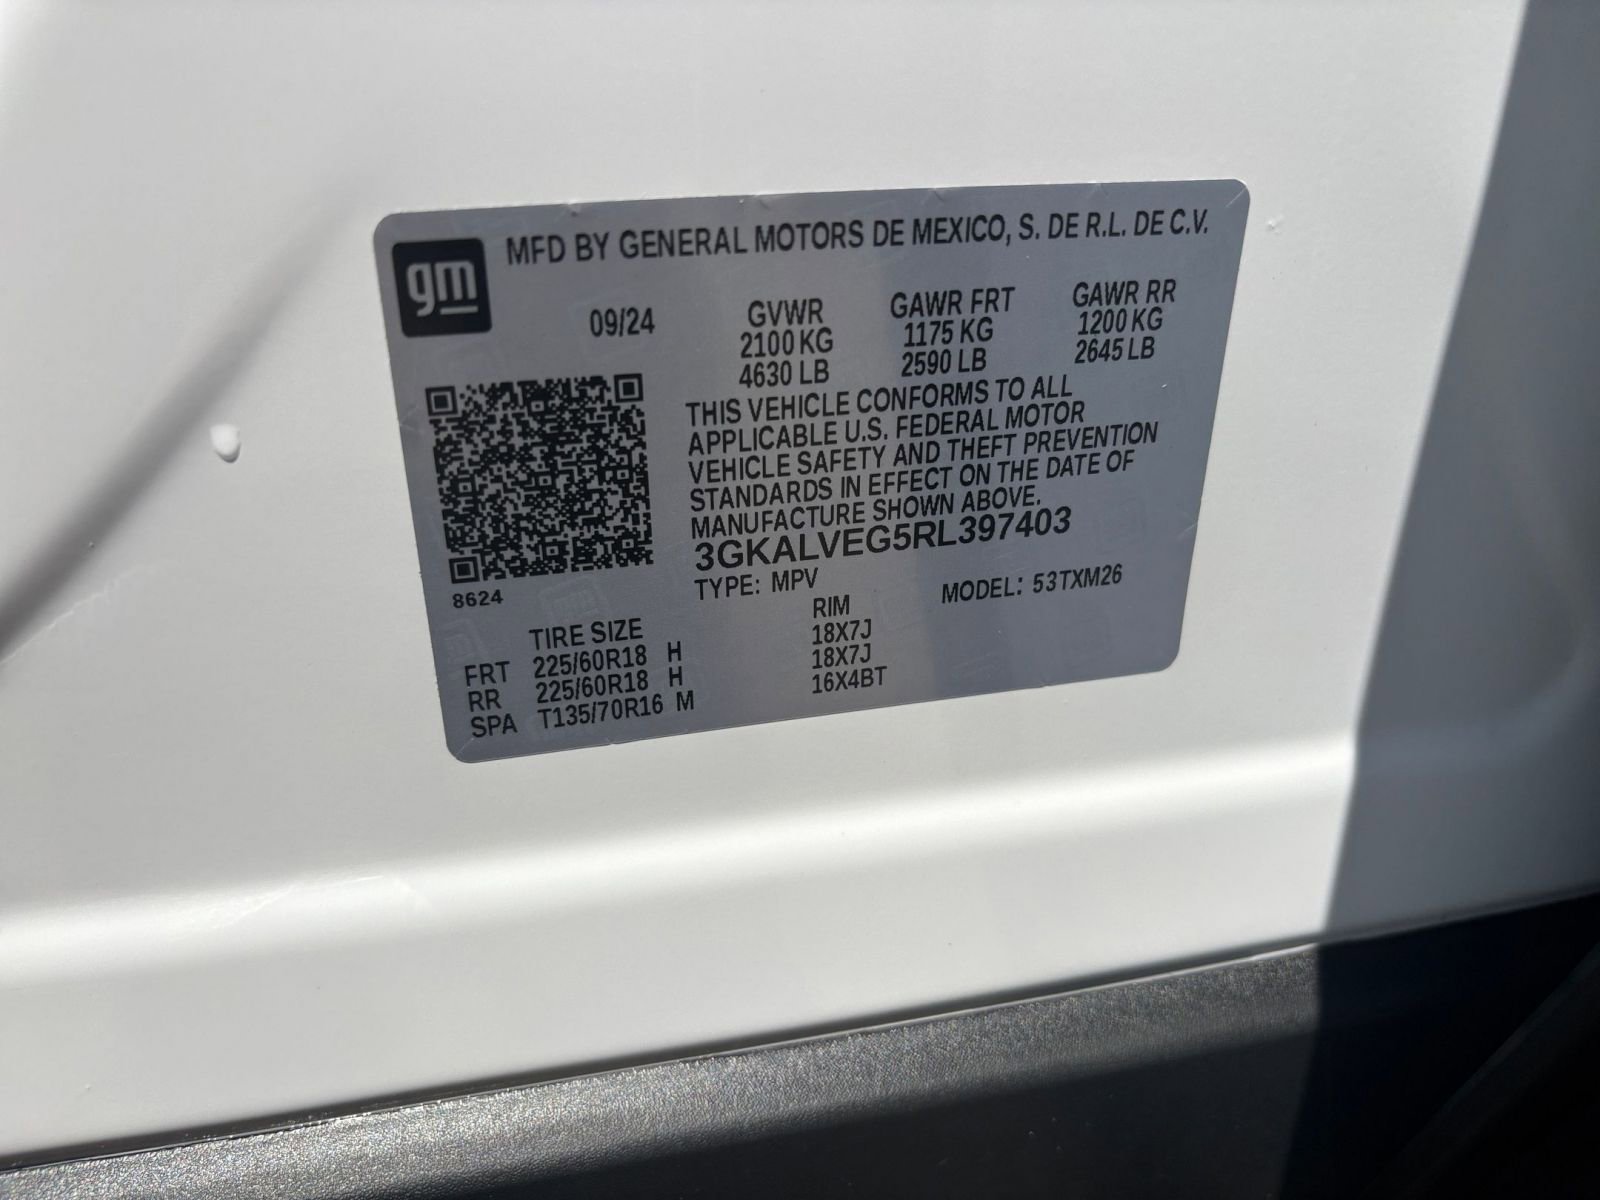 gm
MFD BY GENERAL MOTORS DE MEXICO, S. DE R.L. DE C.V.
09/24 GVWR GAWR FRT GAWR RR
2100 KG 1175 KG 1200 KG
4630 LB 2590 LB 2645 LB
THIS VEHICLE CONFORMS TO ALL
APPLICABLE U.S. FEDERAL MOTOR
VEHICLE SAFETY AND THEFT PREVENTION
STANDARDS IN EFFECT ON THE DATE OF
MANUFACTURE SHOWN ABOVE.
3GKALVEG5RL397403
8624
TYPE: MPV MODEL: 53TXM26
TIRE SIZE RIM
FRT 225/60R18 H 18X7J
RR 225/60R18 H 18X7J
SPA T135/70R16 M 16X4BT